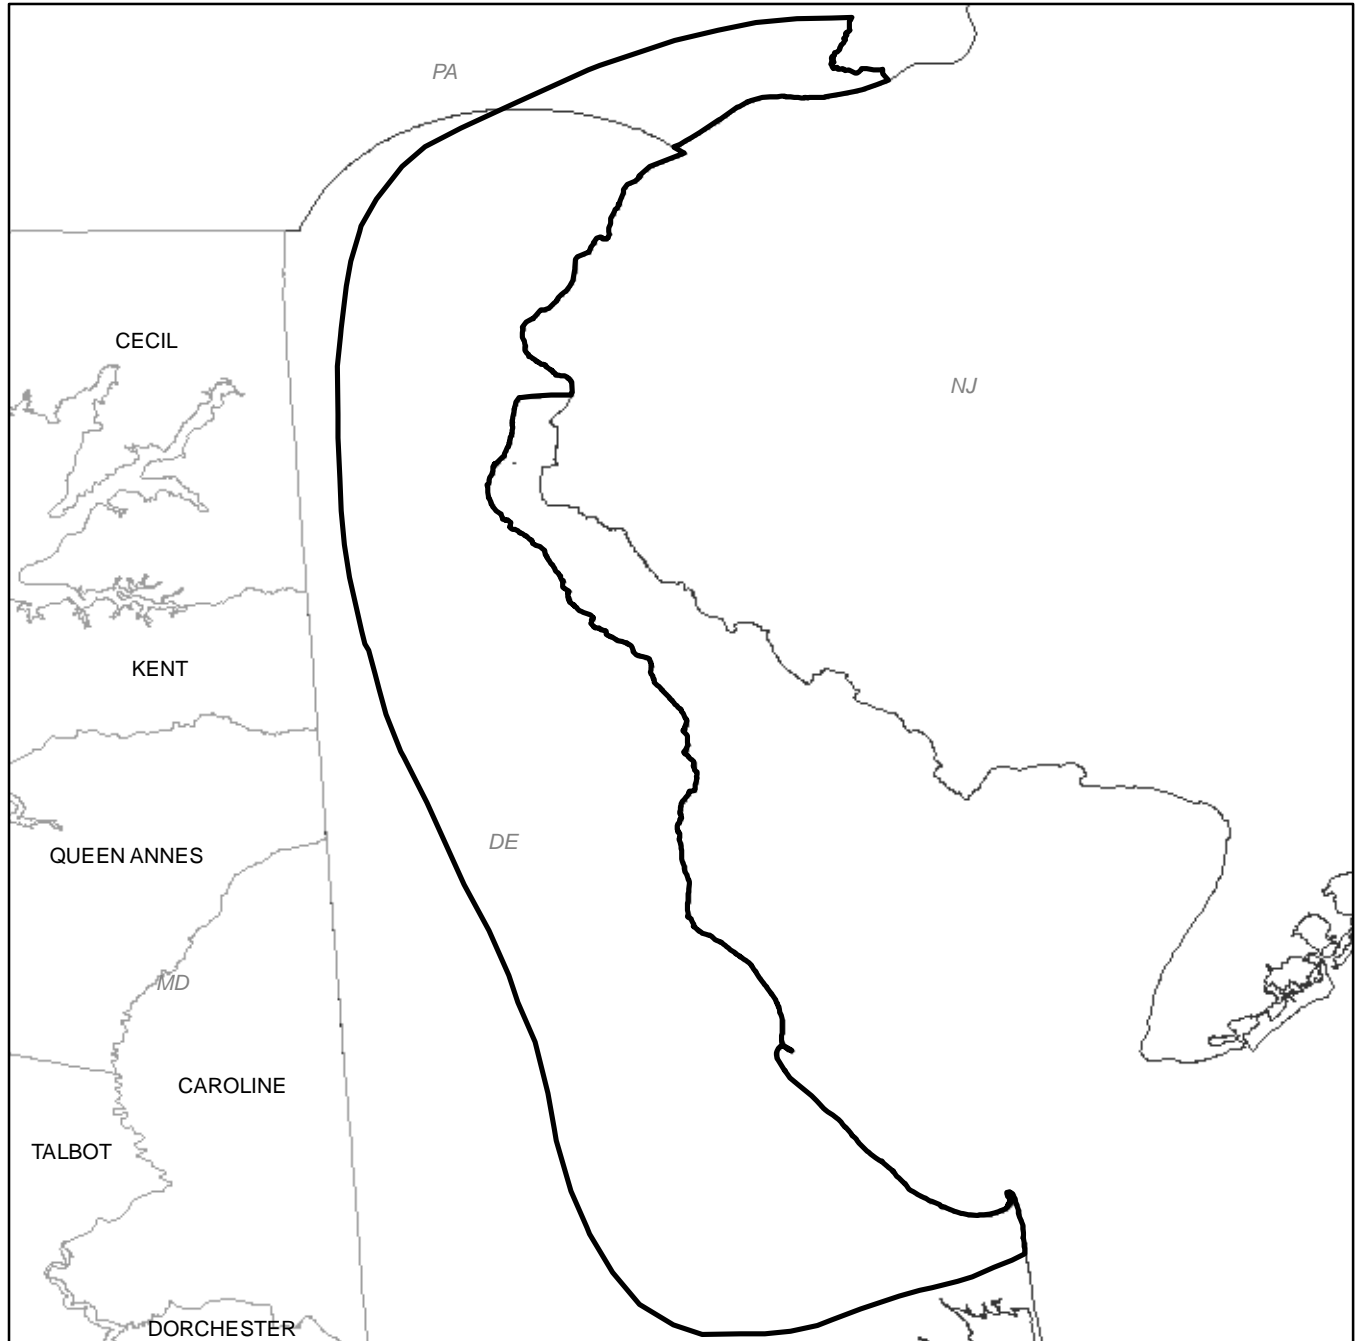 PA
CECIL
NJ
KENT
DE
QUEEN ANNES
MD
CAROLINE
TALBOT
DORCHESTER